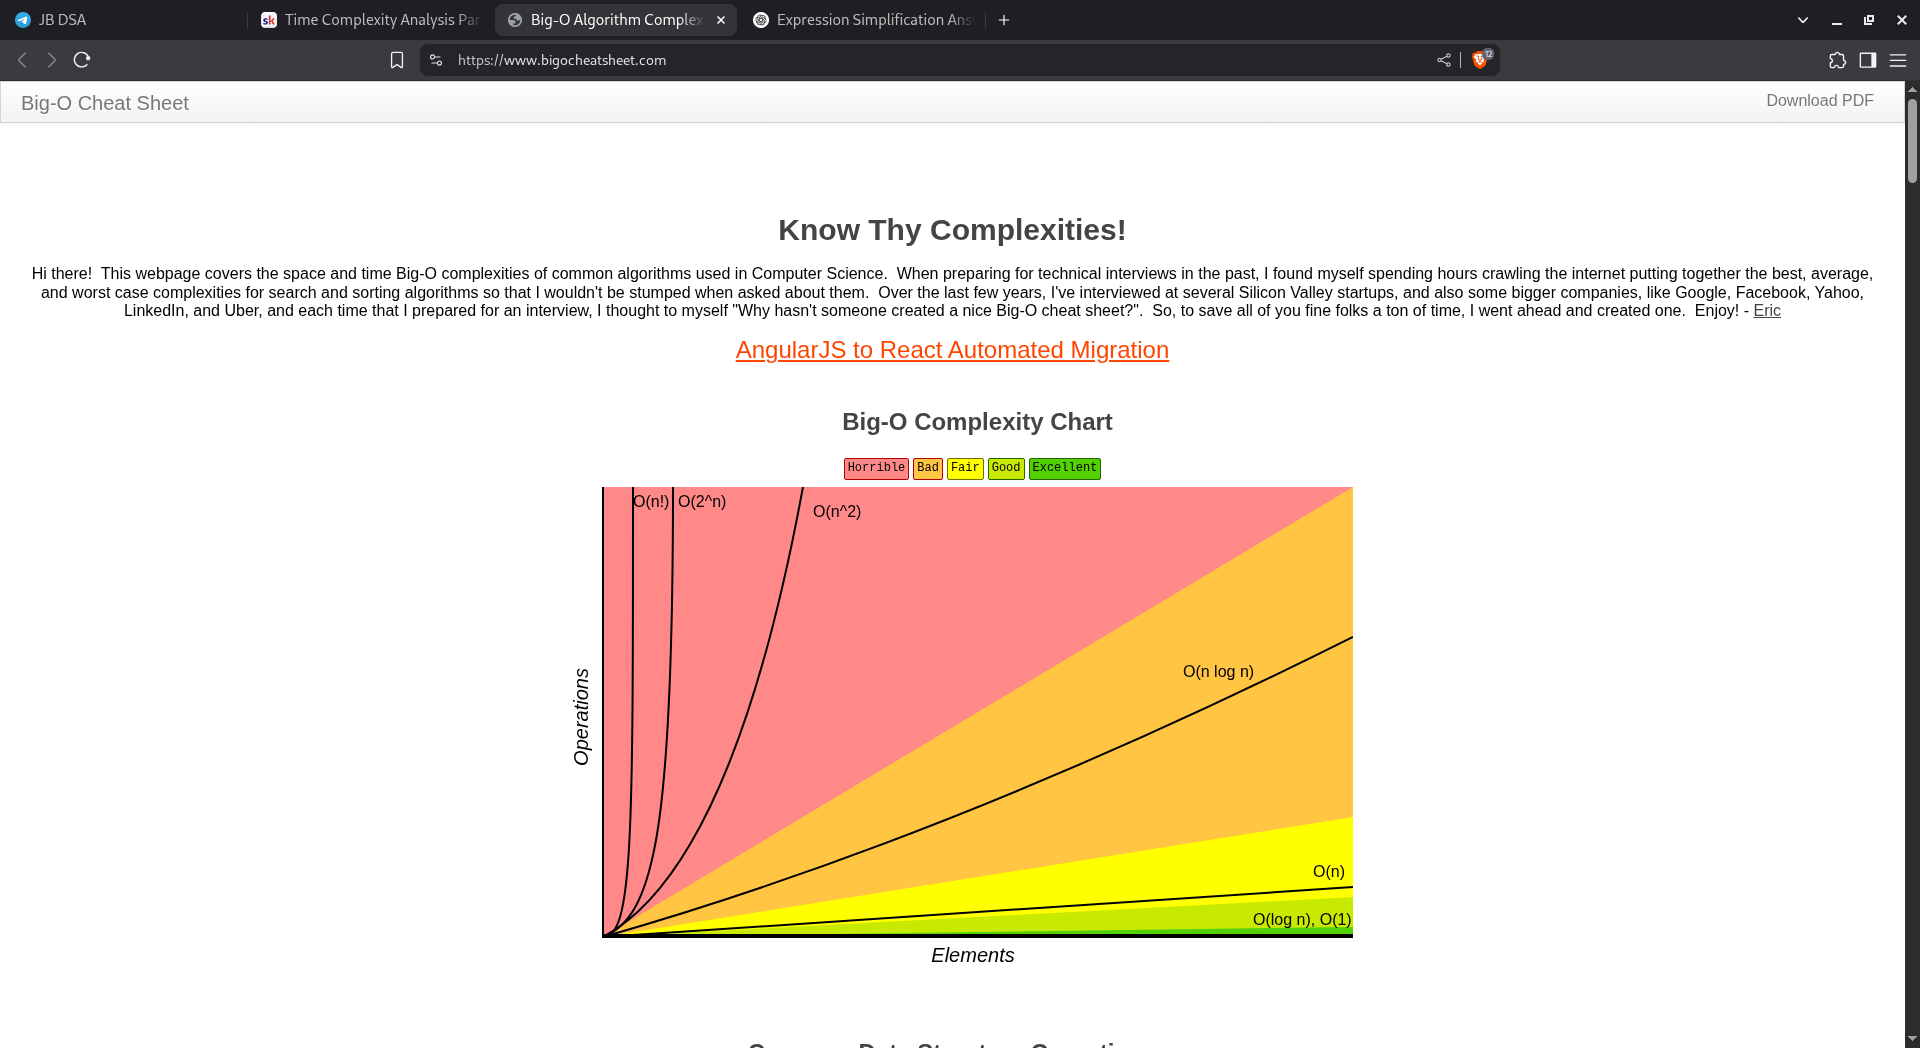 JB DSA
Time Complexity Analysis Par
Big-O Algorithm Complex
Expression Simplification Ans
https://www.bigocheatsheet.com
12
Big-O Cheat Sheet
Download PDF
Know Thy Complexities!
Hi there!  This webpage covers the space and time Big-O complexities of common algorithms used in Computer Science.  When preparing for technical interviews in the past, I found myself spending hours crawling the internet putting together the best, average,
and worst case complexities for search and sorting algorithms so that I wouldn't be stumped when asked about them.  Over the last few years, I've interviewed at several Silicon Valley startups, and also some bigger companies, like Google, Facebook, Yahoo,
LinkedIn, and Uber, and each time that I prepared for an interview, I thought to myself "Why hasn't someone created a nice Big-O cheat sheet?".  So, to save all of you fine folks a ton of time, I went ahead and created one.  Enjoy! - Eric
AngularJS to React Automated Migration
Big-O Complexity Chart
Horrible Bad Fair Good Excellent
O(n!) O(2^n)
O(n^2)
O(n log n)
O(n)
O(log n), O(1)
Operations
Elements